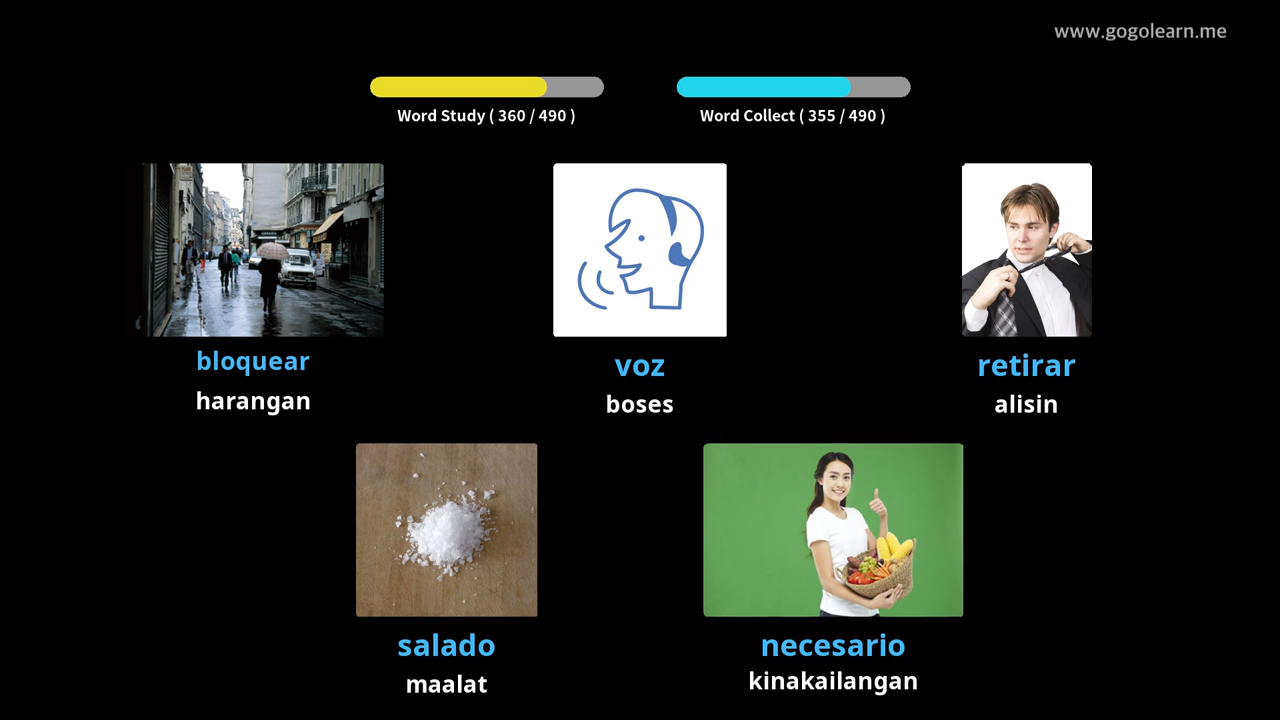 www.gogolearn.me
Word Study ( 360 / 490 )
Word Collect ( 355 / 490 )
bloquear
harangan
voz
boses
retirar
alisin
salado
maalat
necesario
kinakailangan